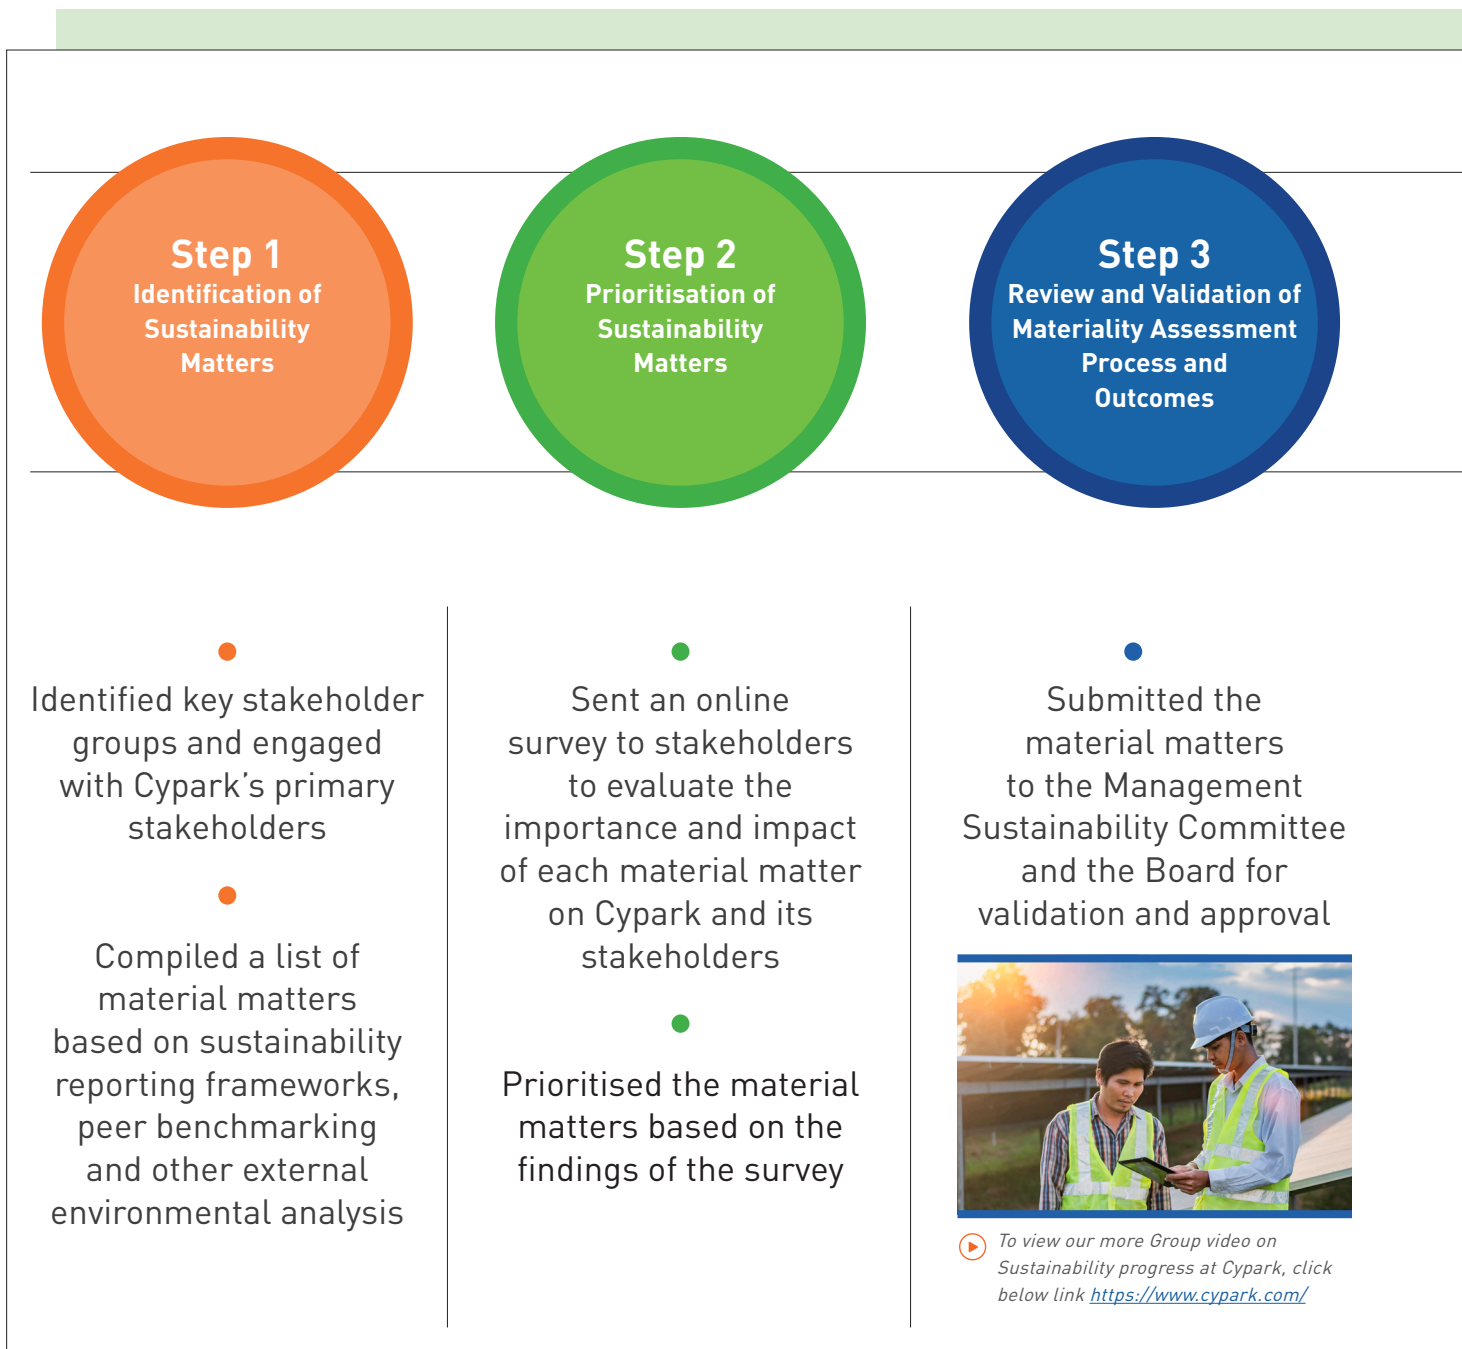 Step 1
Identification of
Sustainability
Matters
Step 2
Prioritisation of
Sustainability
Matters
Step 3
Review and Validation of
Materiality Assessment
Process and
Outcomes
Identified key stakeholder
groups and engaged
with Cypark’s primary
stakeholders
Compiled a list of
material matters
based on sustainability
reporting frameworks,
peer benchmarking
and other external
environmental analysis
Sent an online
survey to stakeholders
to evaluate the
importance and impact
of each material matter
on Cypark and its
stakeholders
Prioritised the material
matters based on the
findings of the survey
Submitted the
material matters
to the Management
Sustainability Committee
and the Board for
validation and approval
To view our more Group video on
Sustainability progress at Cypark, click
below link https://www.cypark.com/